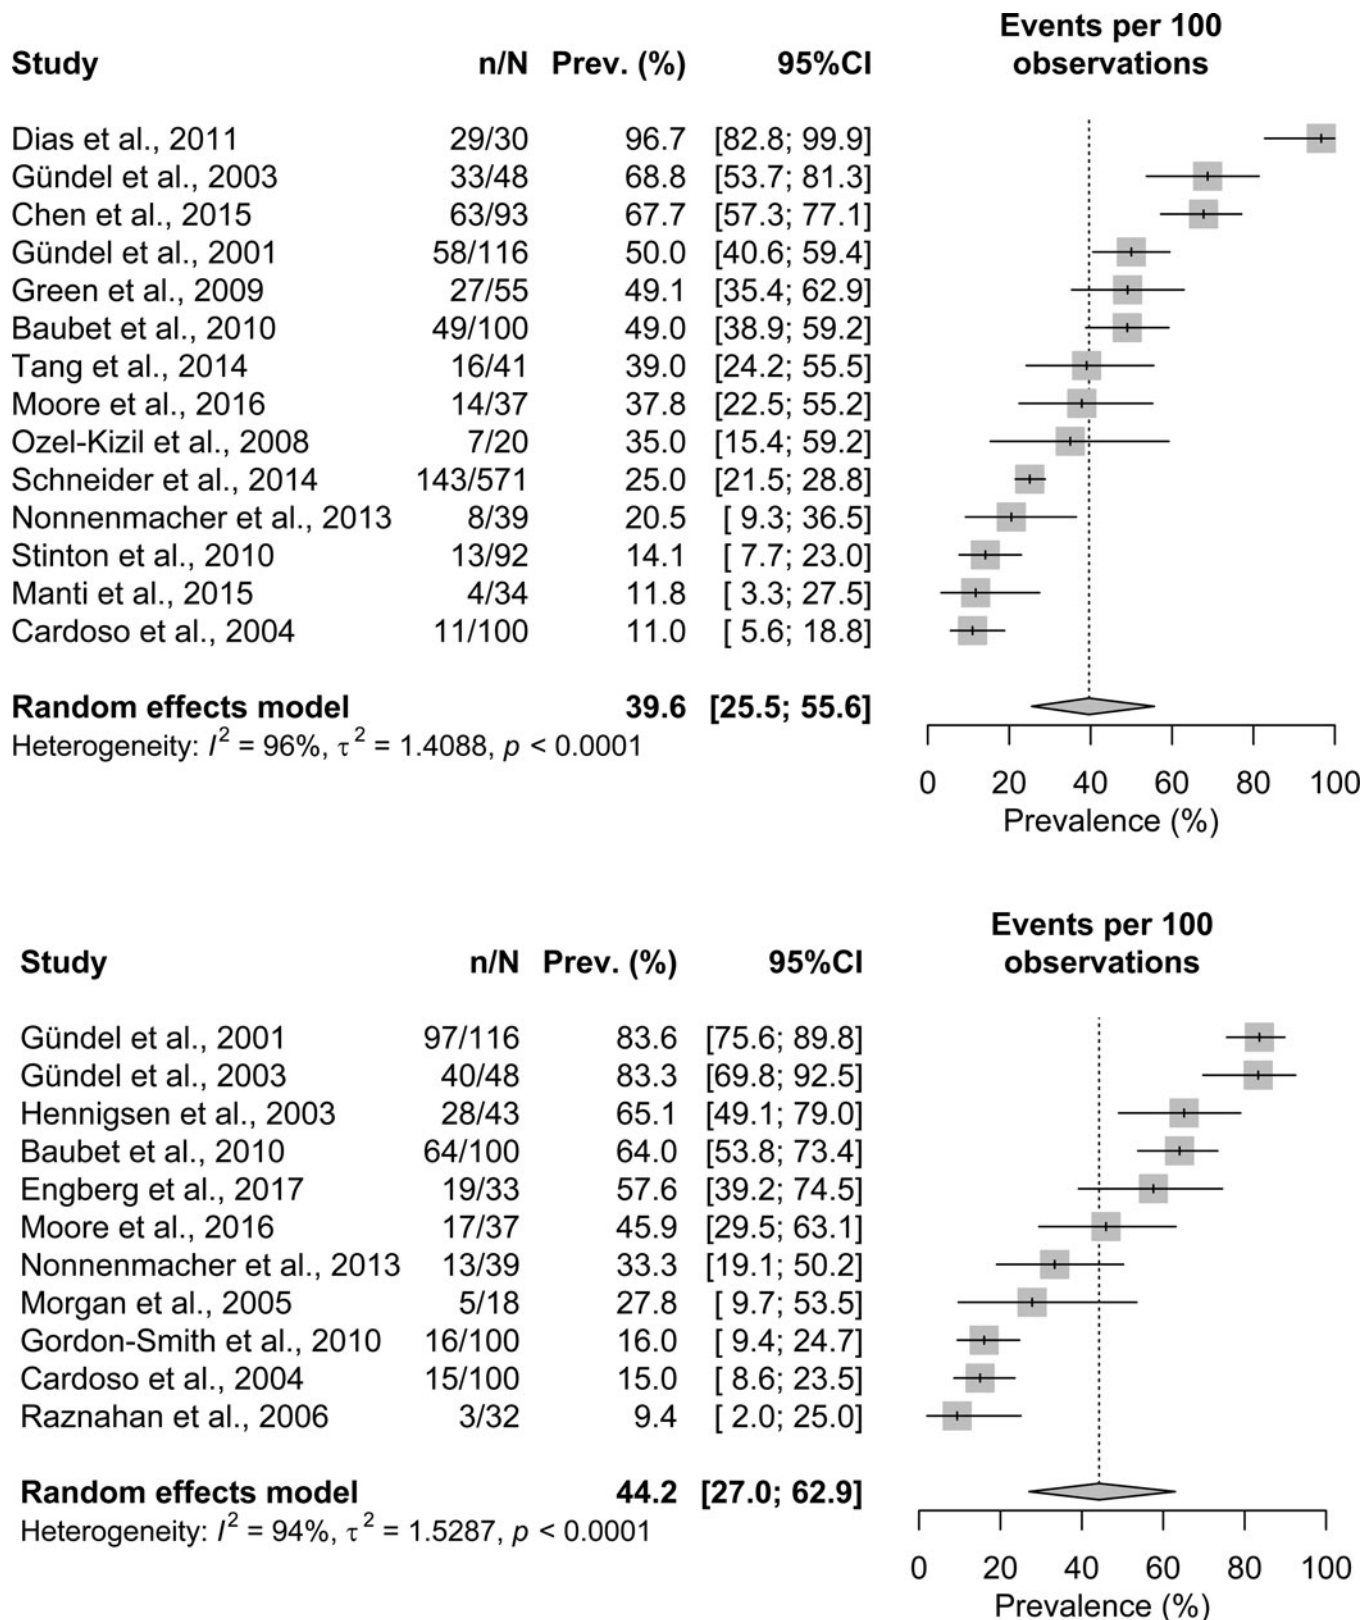 Events per 100
Study n/N Prev. (%) 95%CI observations
Dias et al., 2011 29/30 96.7 [82.8; 99.9]
Gündel et al., 2003 33/48 68.8 [53.7; 81.3]
Chen et al., 2015 63/93 67.7 [57.3; 77.1]
Gündel et al., 2001 58/116 50.0 [40.6; 59.4]
Green et al., 2009 27/55 49.1 [35.4; 62.9]
Baubet et al., 2010 49/100 49.0 [38.9; 59.2]
Tang et al., 2014 16/41 39.0 [24.2; 55.5]
Moore et al., 2016 14/37 37.8 [22.5; 55.2]
Ozel-Kizil et al., 2008 7/20 35.0 [15.4; 59.2]
Schneider et al., 2014 143/571 25.0 [21.5; 28.8]
Nonnenmacher et al., 2013 8/39 20.5 [ 9.3; 36.5]
Stinton et al., 2010 13/92 14.1 [ 7.7; 23.0]
Manti et al., 2015 4/34 11.8 [ 3.3; 27.5]
Cardoso et al., 2004 11/100 11.0 [ 5.6; 18.8]
Random effects model 39.6 [25.5; 55.6]
Heterogeneity: I² = 96%, τ² = 1.4088, p < 0.0001
0 20 40 60 80 100
Prevalence (%)
Events per 100
Study n/N Prev. (%) 95%CI observations
Gündel et al., 2001 97/116 83.6 [75.6; 89.8]
Gündel et al., 2003 40/48 83.3 [69.8; 92.5]
Hennigsen et al., 2003 28/43 65.1 [49.1; 79.0]
Baubet et al., 2010 64/100 64.0 [53.8; 73.4]
Engberg et al., 2017 19/33 57.6 [39.2; 74.5]
Moore et al., 2016 17/37 45.9 [29.5; 63.1]
Nonnenmacher et al., 2013 13/39 33.3 [19.1; 50.2]
Morgan et al., 2005 5/18 27.8 [ 9.7; 53.5]
Gordon-Smith et al., 2010 16/100 16.0 [ 9.4; 24.7]
Cardoso et al., 2004 15/100 15.0 [ 8.6; 23.5]
Raznahan et al., 2006 3/32 9.4 [ 2.0; 25.0]
Random effects model 44.2 [27.0; 62.9]
Heterogeneity: I² = 94%, τ² = 1.5287, p < 0.0001
0 20 40 60 80 100
Prevalence (%)